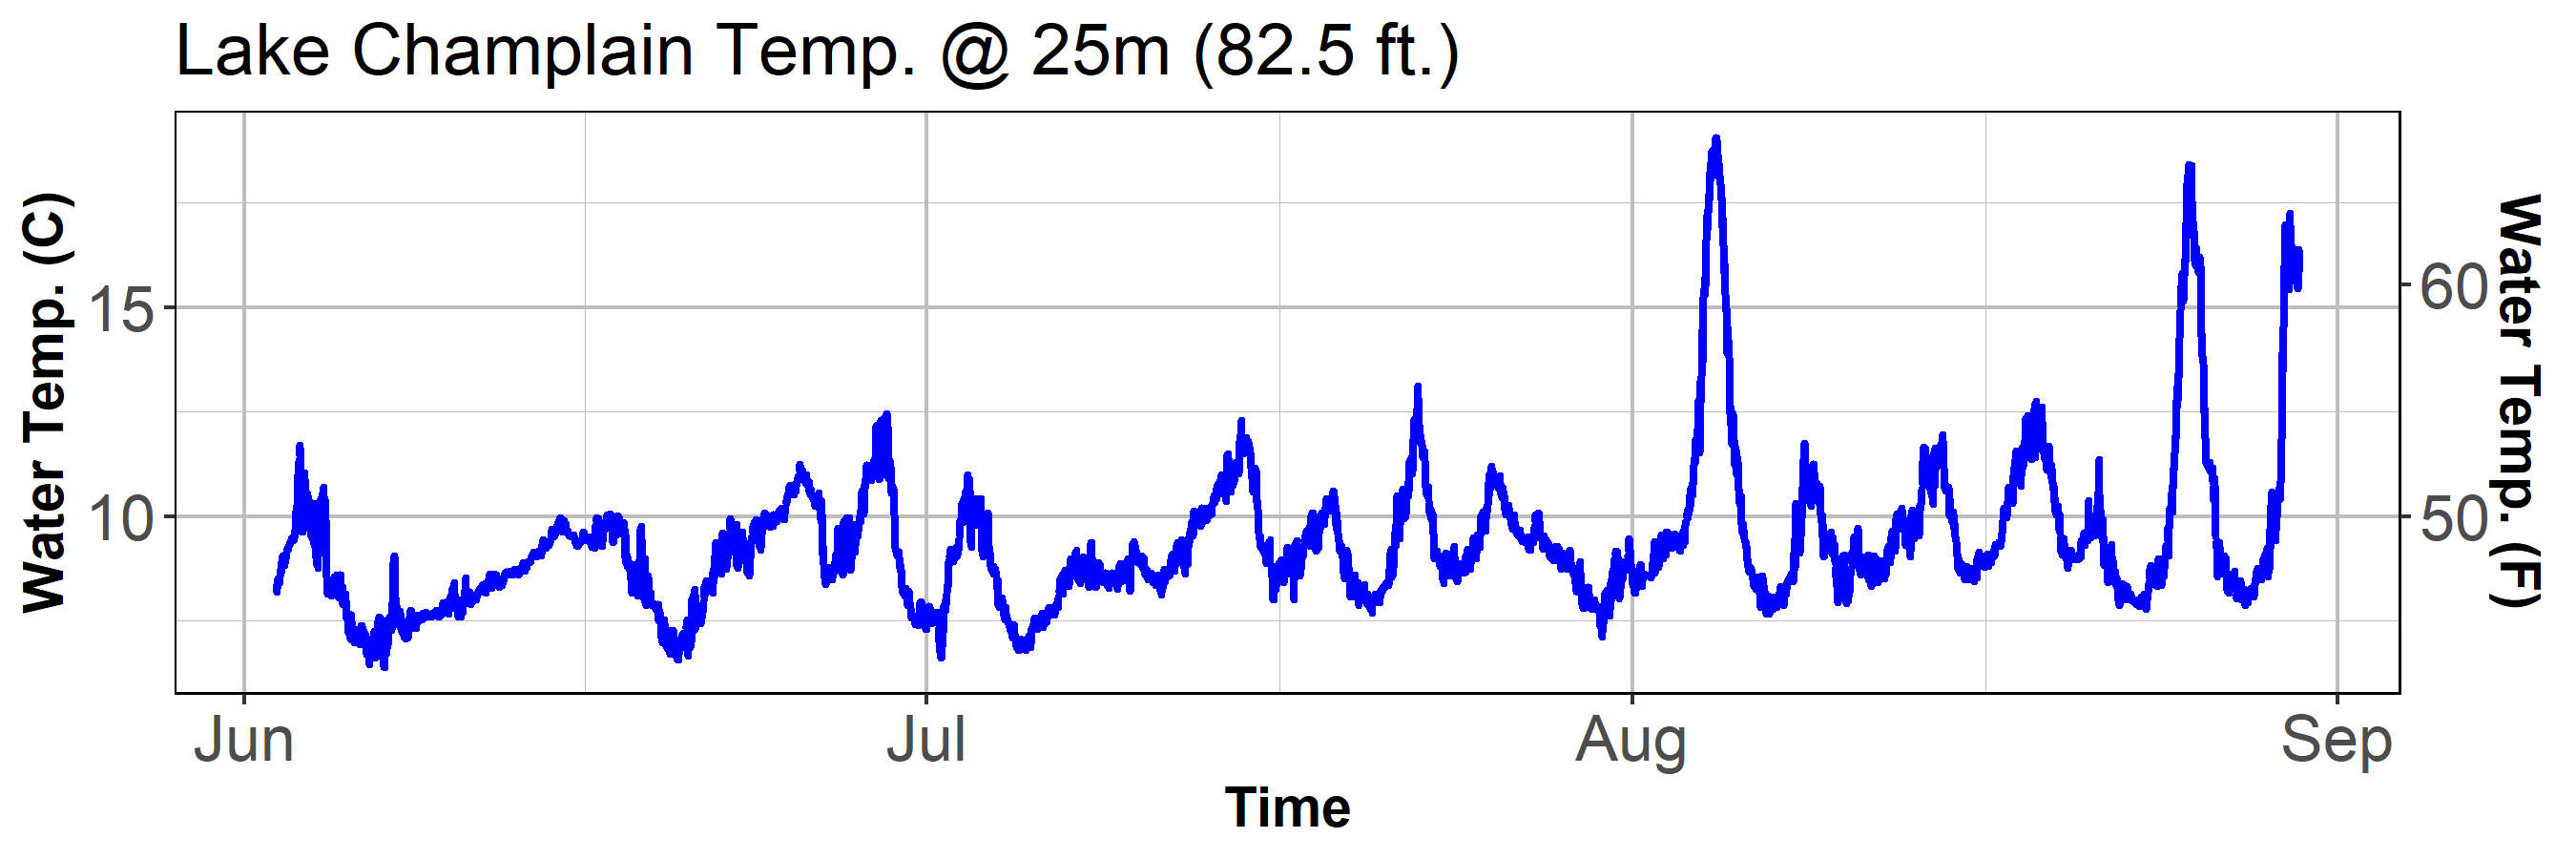 Lake Champlain Temp. @ 25m (82.5 ft.)
Water Temp. (C)
15
10
60
50
Water Temp. (F)
Jun Jul Aug Sep
Time